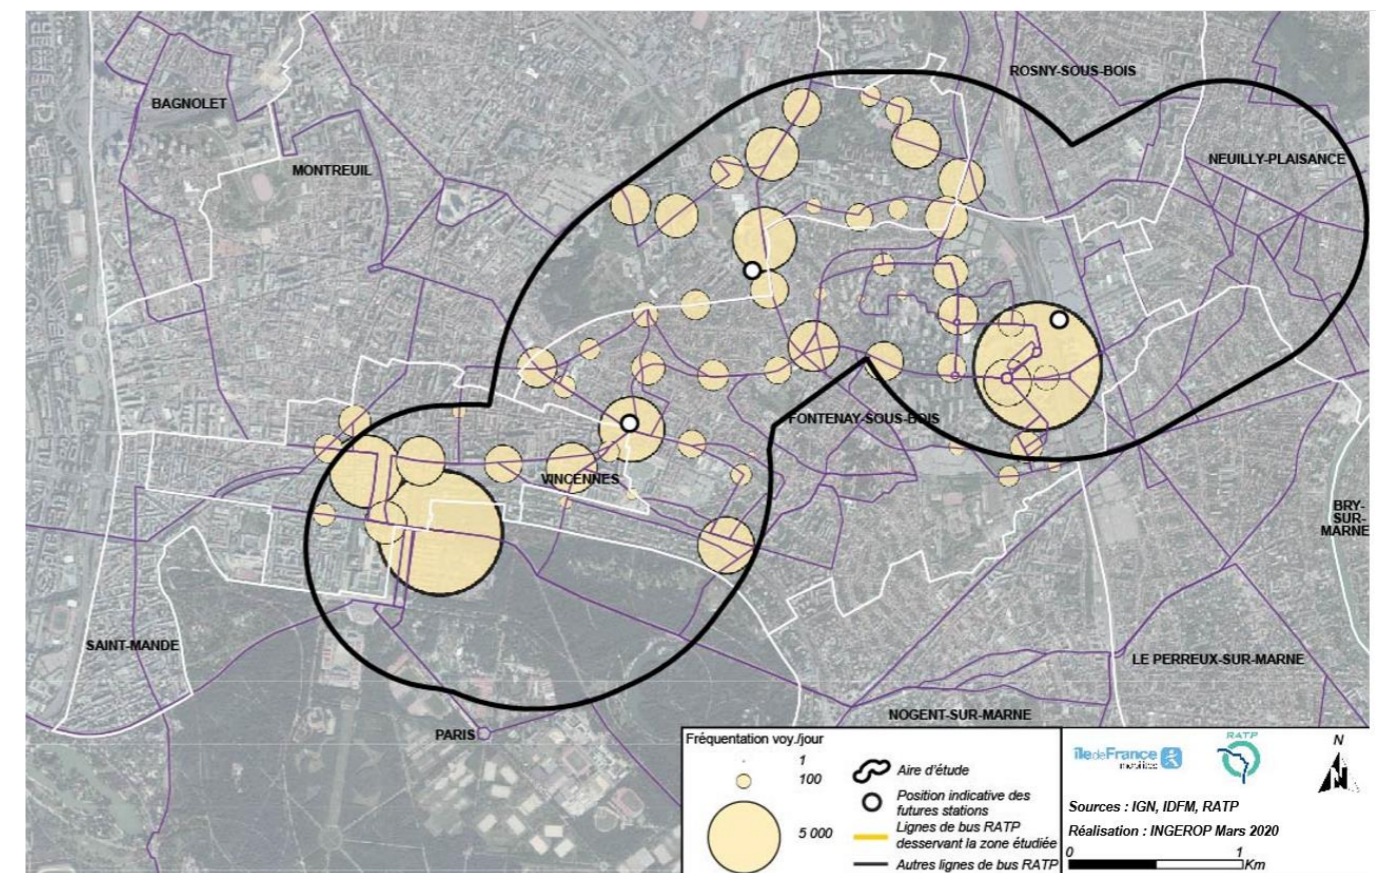 ROSNY-SOUS-BOIS
BAGNOLET
NEUILLY-PLAISANCE
MONTREUIL
FONTENAY-SOUS-BOIS
VINCENNES
BRY-
SUR-
MARNE
SAINT-MANDE
LE PERREUX-SUR-MARNE
NOGENT-SUR-MARNE
PARIS
Fréquentation voy./jour
1
100
5 000
Aire d'étude
Position indicative des
futures stations
Lignes de bus RATP
desservant la zone étudiée
Autres lignes de bus RATP
îledeFrance
mobilités
RATP
N
Sources : IGN, IDFM, RATP
Réalisation : INGEROP Mars 2020
0 1
Km